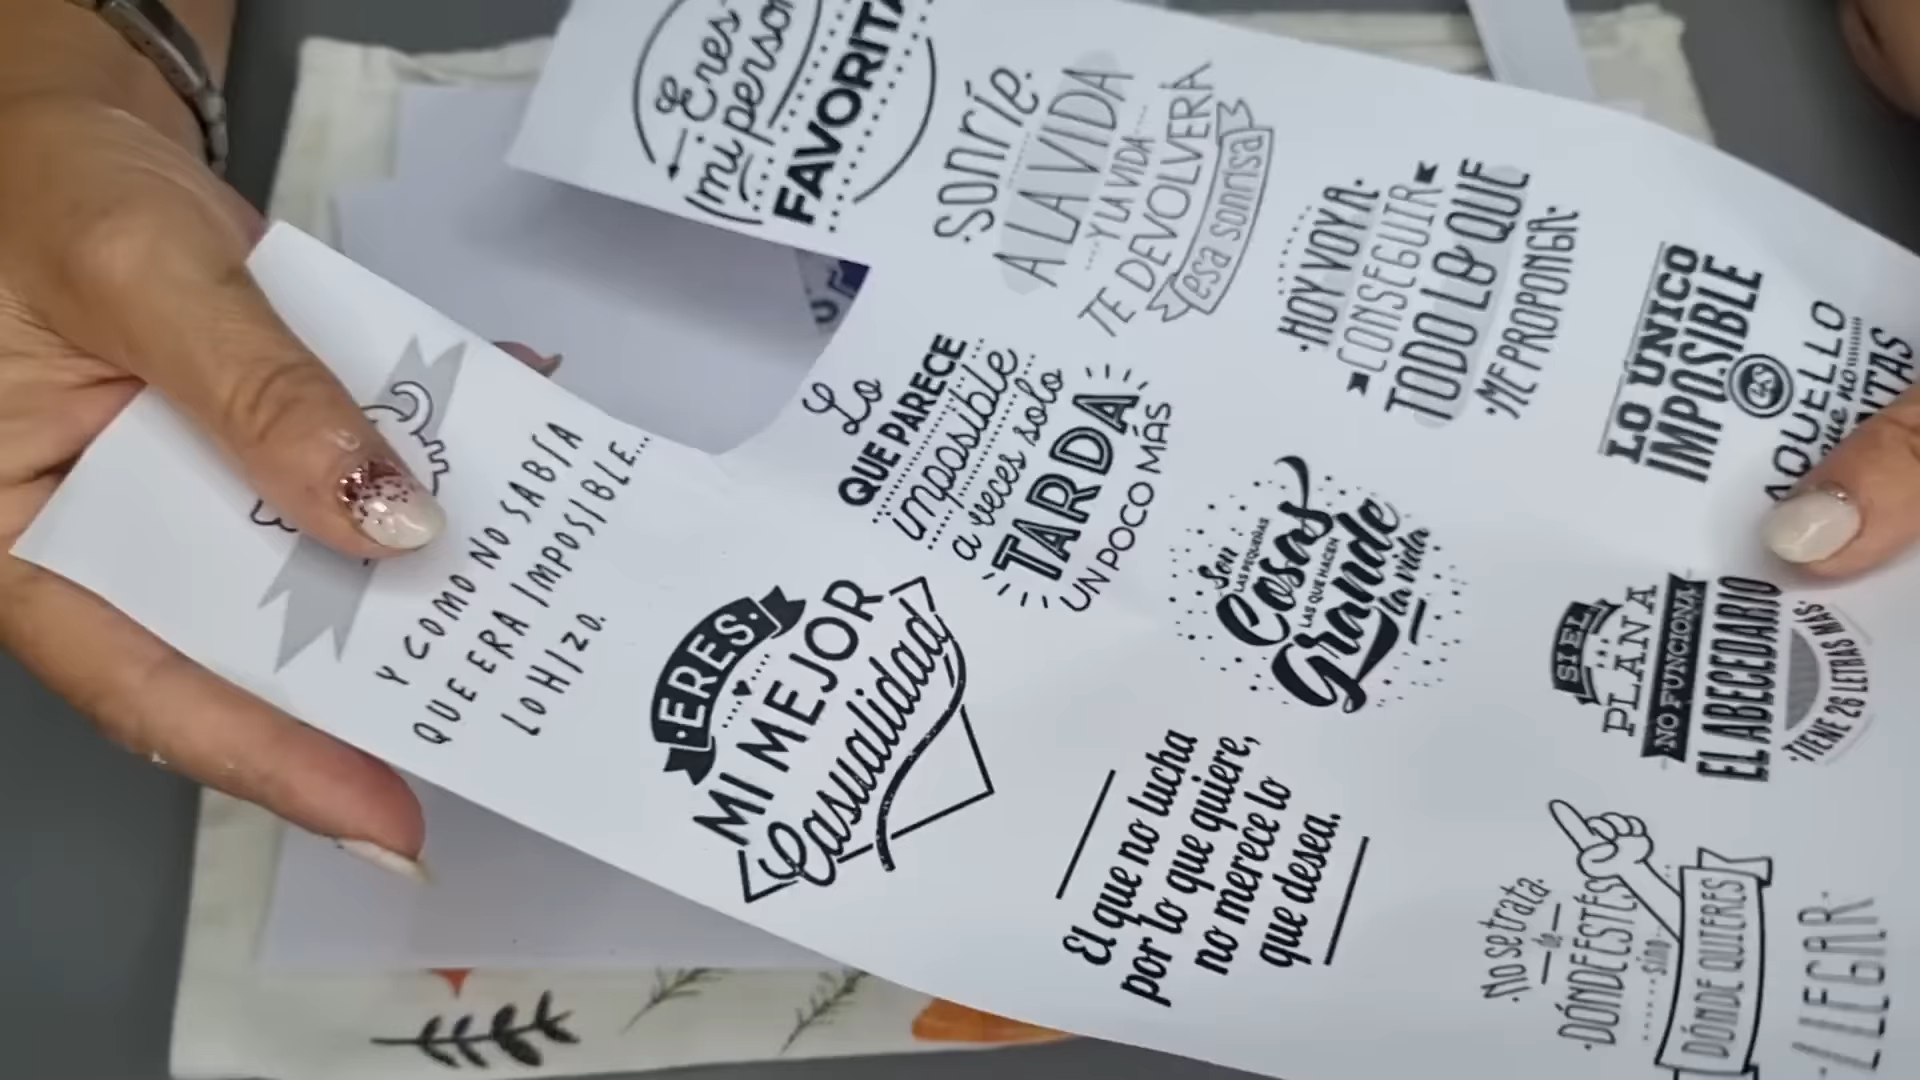 Eres
mi
FAVORITA
sonríe
A LA VIDA
Y LA VIDA
TE DEVOLVERÁ
esa sonrisa
HOY VOY A
CONSEGUIR
TODO LO QUE
ME PROPONGA
LO ÚNICO
IMPOSIBLE
ES
AQUELLO
que no
Lo
QUE PARECE
imposible
a veces solo
TARDA
UN POCO MÁS
Y COMO NO SABÍA
QUE ERA IMPOSIBLE...
LO HIZO.
ERES
MI MEJOR
Casualidad
Son
LAS PEQUEÑAS
Cosas
LAS QUE HACEN
Grande
la vida
SI EL
PLAN A
NO FUNCIONA
EL ABECEDARIO
TIENE 26 LETRAS MÁS.
El que no lucha
por lo que quiere,
no merece lo
que desea.
No se trata
de
DÓNDE ESTÉS
sino
DÓNDE QUIERES
LLEGAR